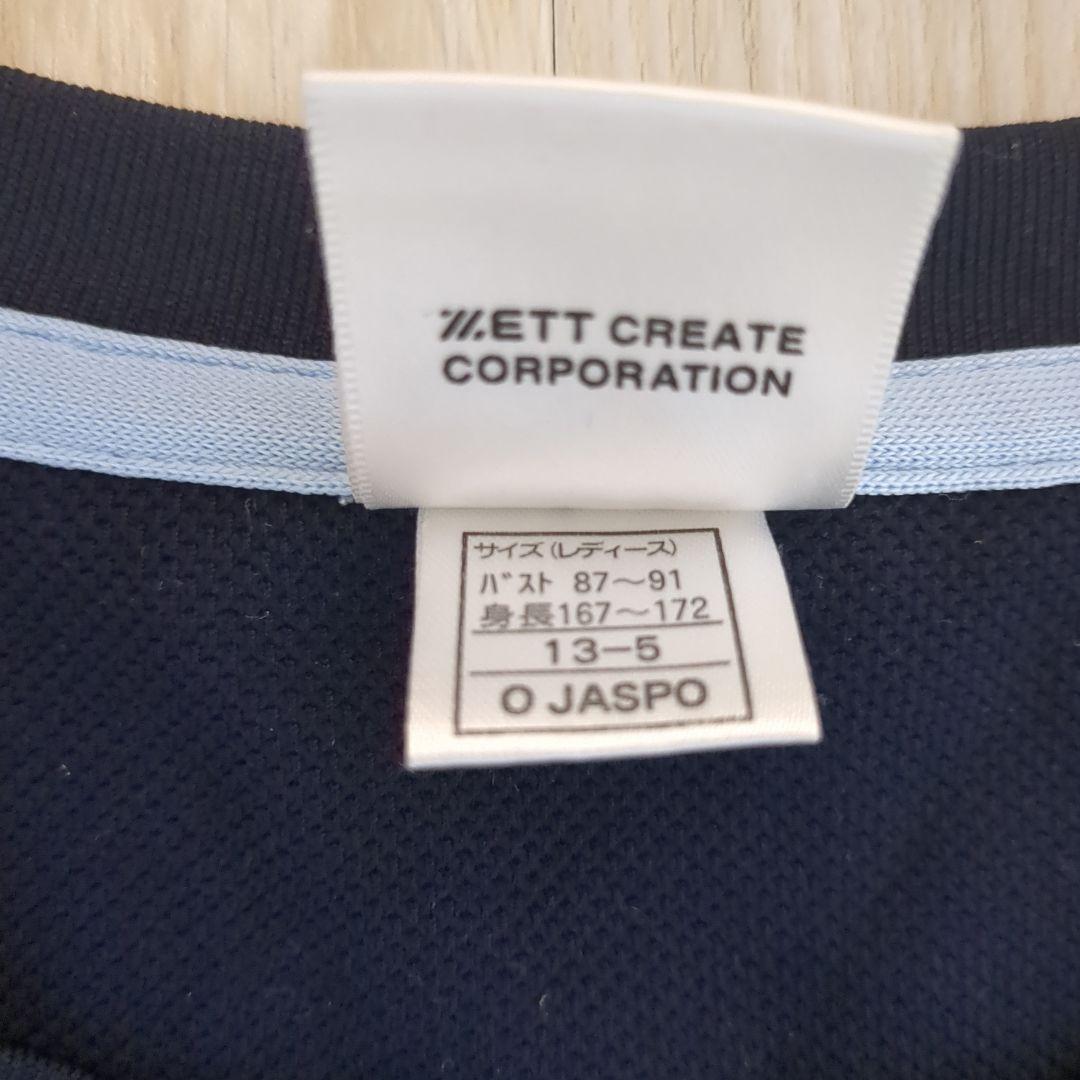 ZETT CREATE
CORPORATION
サイズ(レディース)
バスト 87～91
身長167～172
13-5
O JASPO